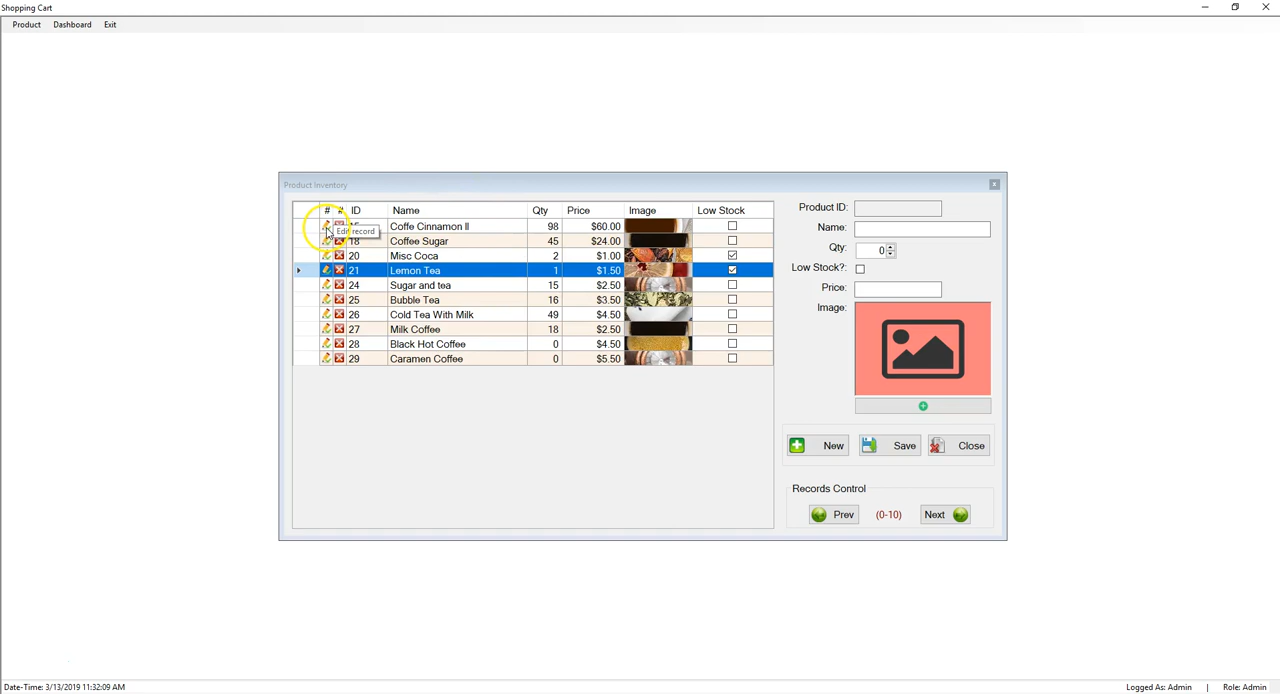 Shopping Cart
Product Dashboard Exit
Product Inventory
# # ID Name Qty Price Image Low Stock
Coffe Cinnamon II 98 $60.00
Edit record
18 Coffee Sugar 45 $24.00
20 Misc Coca 2 $1.00
21 Lemon Tea 1 $1.50
24 Sugar and tea 15 $2.50
25 Bubble Tea 16 $3.50
26 Cold Tea With Milk 49 $4.50
27 Milk Coffee 18 $2.50
28 Black Hot Coffee 0 $4.50
29 Caramen Coffee 0 $5.50
Product ID:
Name:
Qty: 0
Low Stock?:
Price:
Image:
New Save Close
Records Control
Prev (0-10) Next
Date-Time: 3/13/2019 11:32:09 AM Logged As: Admin | Role: Admin